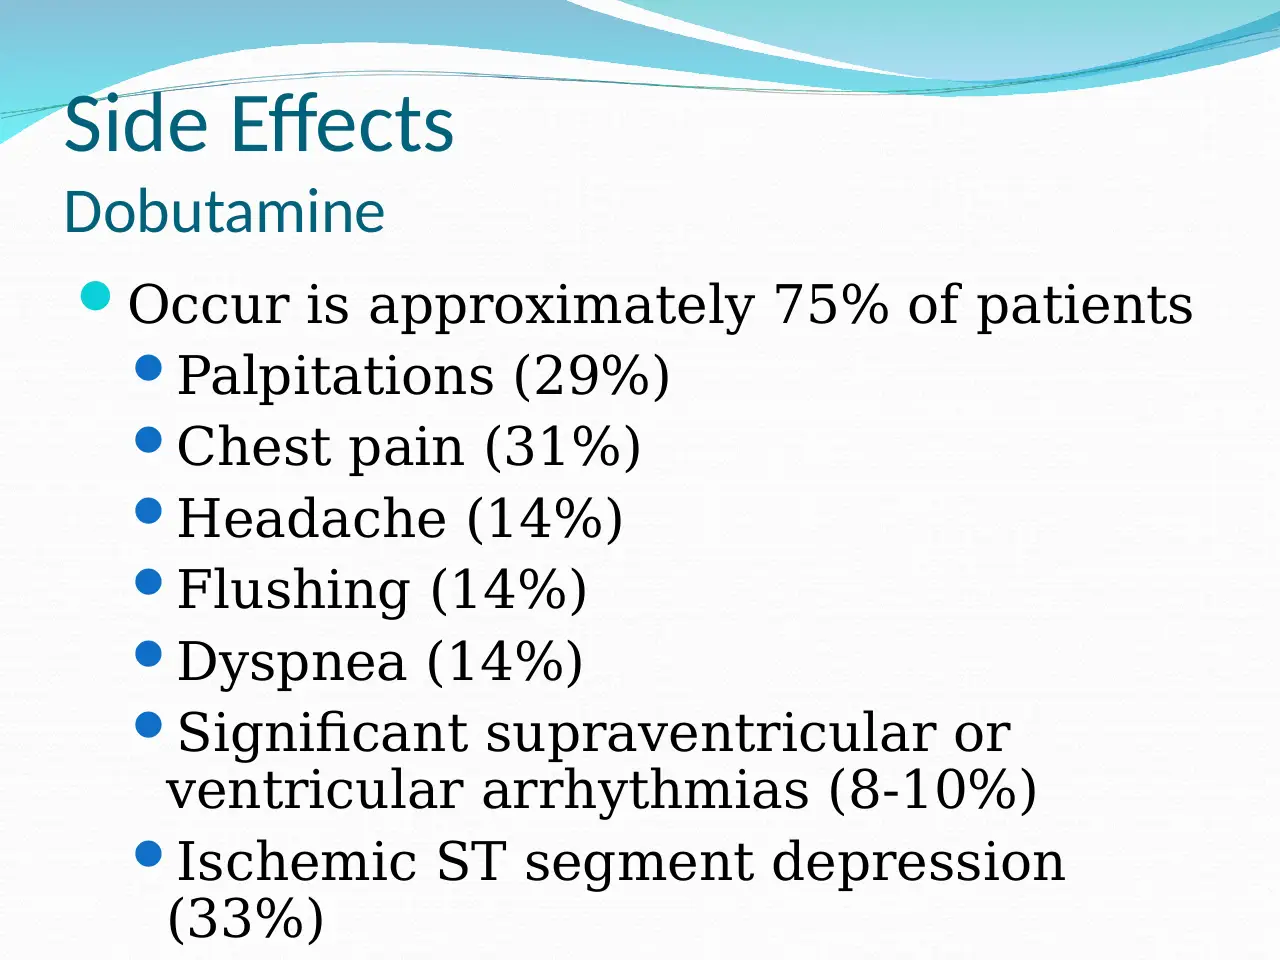 Side Effects
Dobutamine
Occur is approximately 75% of patients
Palpitations (29%)
Chest pain (31%)
Headache (14%)
Flushing (14%)
Dyspnea (14%)
Significant supraventricular or
ventricular arrhythmias (8-10%)
Ischemic ST segment depression
(33%)